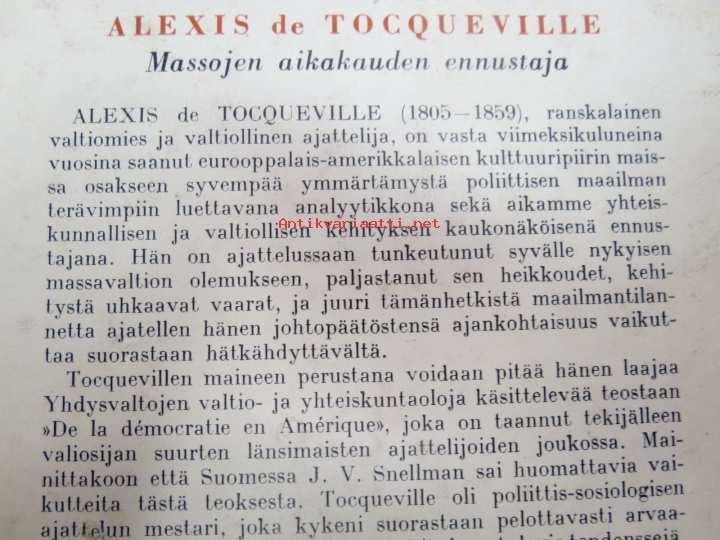 ALEXIS de TOCQUEVILLE
Massojen aikakauden ennustaja
ALEXIS de TOCQUEVILLE (1805—1859), ranskalainen
valtiomies ja valtiollinen ajattelija, on vasta viimeksikuluneina
vuosina saanut eurooppalais-amerikkalaisen kulttuuripiirin mais-
sa osakseen syvempää ymmärtämystä poliittisen maailman
terävimpiin luettavana analyytikkona sekä aikamme yhteis-
Antikvariaatti.net
kunnallisen ja valtiollisen kehityksen kaukonäköisenä ennus-
tajana. Hän on ajattelussaan tunkeutunut syvälle nykyisen
massavaltion olemukseen, paljastanut sen heikkoudet, kehi-
tystä uhkaavat vaarat, ja juuri tämänhetkistä maailmantilan-
netta ajatellen hänen johtopäätöstensä ajankohtaisuus vaikut-
taa suorastaan hätkähdyttävältä.
Tocquevillen maineen perustana voidaan pitää hänen laajaa
Yhdysvaltojen valtio- ja yhteiskuntaoloja käsittelevää teostaan
»De la démocratie en Amérique», joka on taannut tekijälleen
valiosijan suurten länsimaisten ajattelijoiden joukossa. Mai-
nittakoon että Suomessa J. V. Snellman sai huomattavia vai-
kutteita tästä teoksesta. Tocqueville oli poliittis-sosiologisen
ajattelun mestari, joka kykeni suorastaan pelottavasti arvaa-
tendenssejä